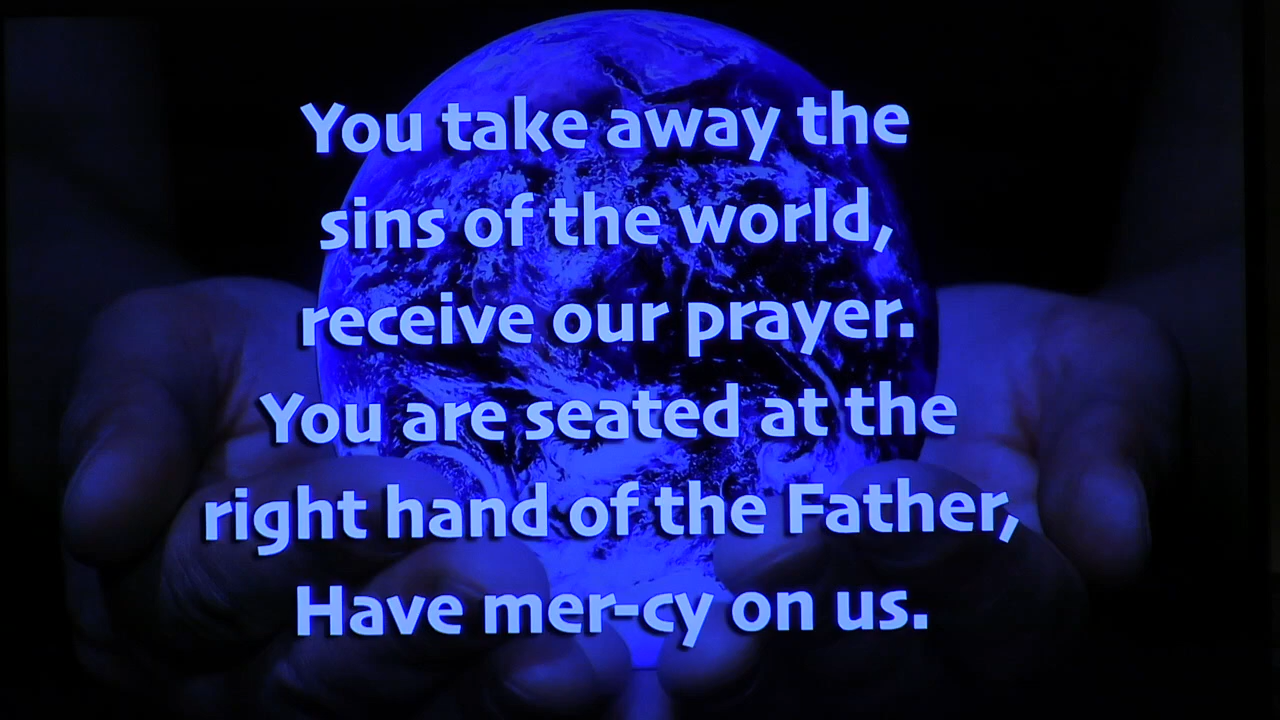 You take away the
sins of the world,
receive our prayer.
You are seated at the
right hand of the Father,
Have mer-cy on us.